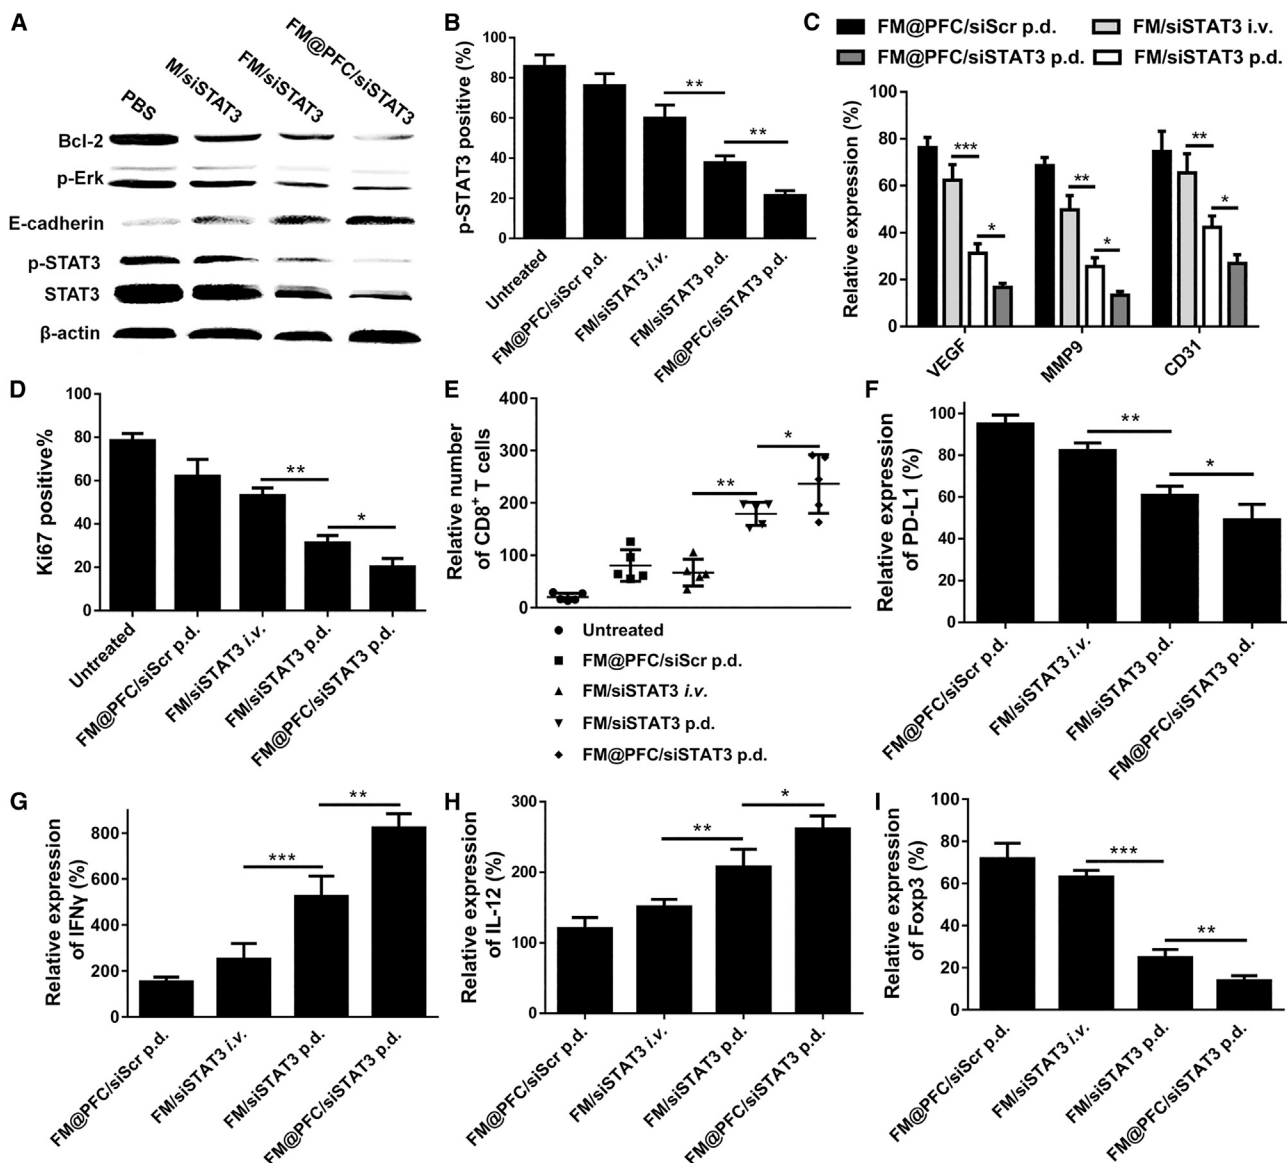 A
PBS
M/siSTAT3
FM/siSTAT3
FM@PFC/siSTAT3
Bcl-2
p-Erk
E-cadherin
p-STAT3
STAT3
β-actin
B
p-STAT3 positive (%)
100
80
60
40
20
0
**
**
Untreated
FM@PFC/siScr p.d.
FM/siSTAT3 i.v.
FM/siSTAT3 p.d.
FM@PFC/siSTAT3 p.d.
C
FM@PFC/siScr p.d.
FM/siSTAT3 i.v.
FM@PFC/siSTAT3 p.d.
FM/siSTAT3 p.d.
Relative expression (%)
100
80
60
40
20
0
***
*
**
*
**
*
VEGF
MMP9
CD31
D
Ki67 positive%
100
80
60
40
20
0
**
*
Untreated
FM@PFC/siScr p.d.
FM/siSTAT3 i.v.
FM/siSTAT3 p.d.
FM@PFC/siSTAT3 p.d.
E
Relative number
of CD8+ T cells
400
300
200
100
0
**
*
Untreated
FM@PFC/siScr p.d.
FM/siSTAT3 i.v.
FM/siSTAT3 p.d.
FM@PFC/siSTAT3 p.d.
F
Relative expression
of PD-L1 (%)
100
80
60
40
20
0
**
*
FM@PFC/siScr p.d.
FM/siSTAT3 i.v.
FM/siSTAT3 p.d.
FM@PFC/siSTAT3 p.d.
G
Relative expression
of IFNγ (%)
800
600
400
200
0
***
**
FM@PFC/siScr p.d.
FM/siSTAT3 i.v.
FM/siSTAT3 p.d.
FM@PFC/siSTAT3 p.d.
H
Relative expression
of IL-12 (%)
300
200
100
0
**
*
FM@PFC/siScr p.d.
FM/siSTAT3 i.v.
FM/siSTAT3 p.d.
FM@PFC/siSTAT3 p.d.
I
Relative expression
of Foxp3 (%)
100
80
60
40
20
0
***
**
FM@PFC/siScr p.d.
FM/siSTAT3 i.v.
FM/siSTAT3 p.d.
FM@PFC/siSTAT3 p.d.